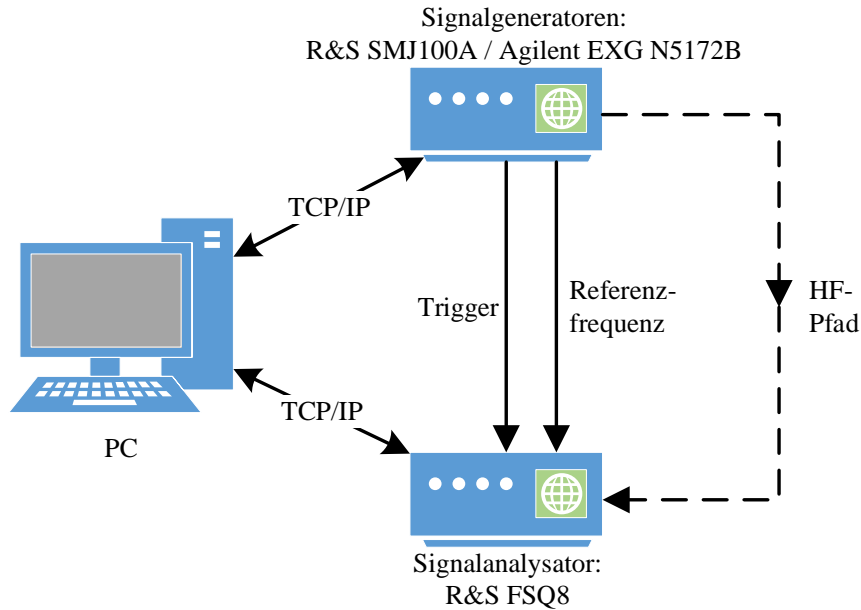 Signalgeneratoren:
R&S SMJ100A / Agilent EXG N5172B
TCP/IP
Trigger
Referenz-
frequenz
HF-
Pfad
TCP/IP
PC
Signalanalysator:
R&S FSQ8